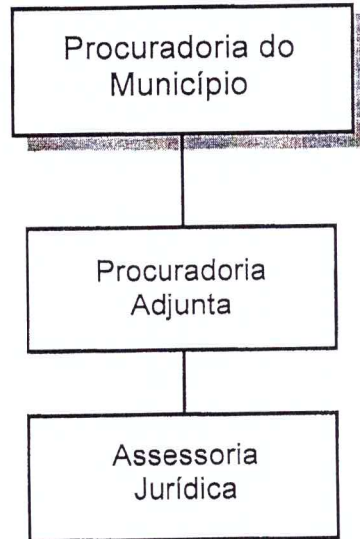 Procuradoria do
Município
Procuradoria
Adjunta
Assessoria
Jurídica